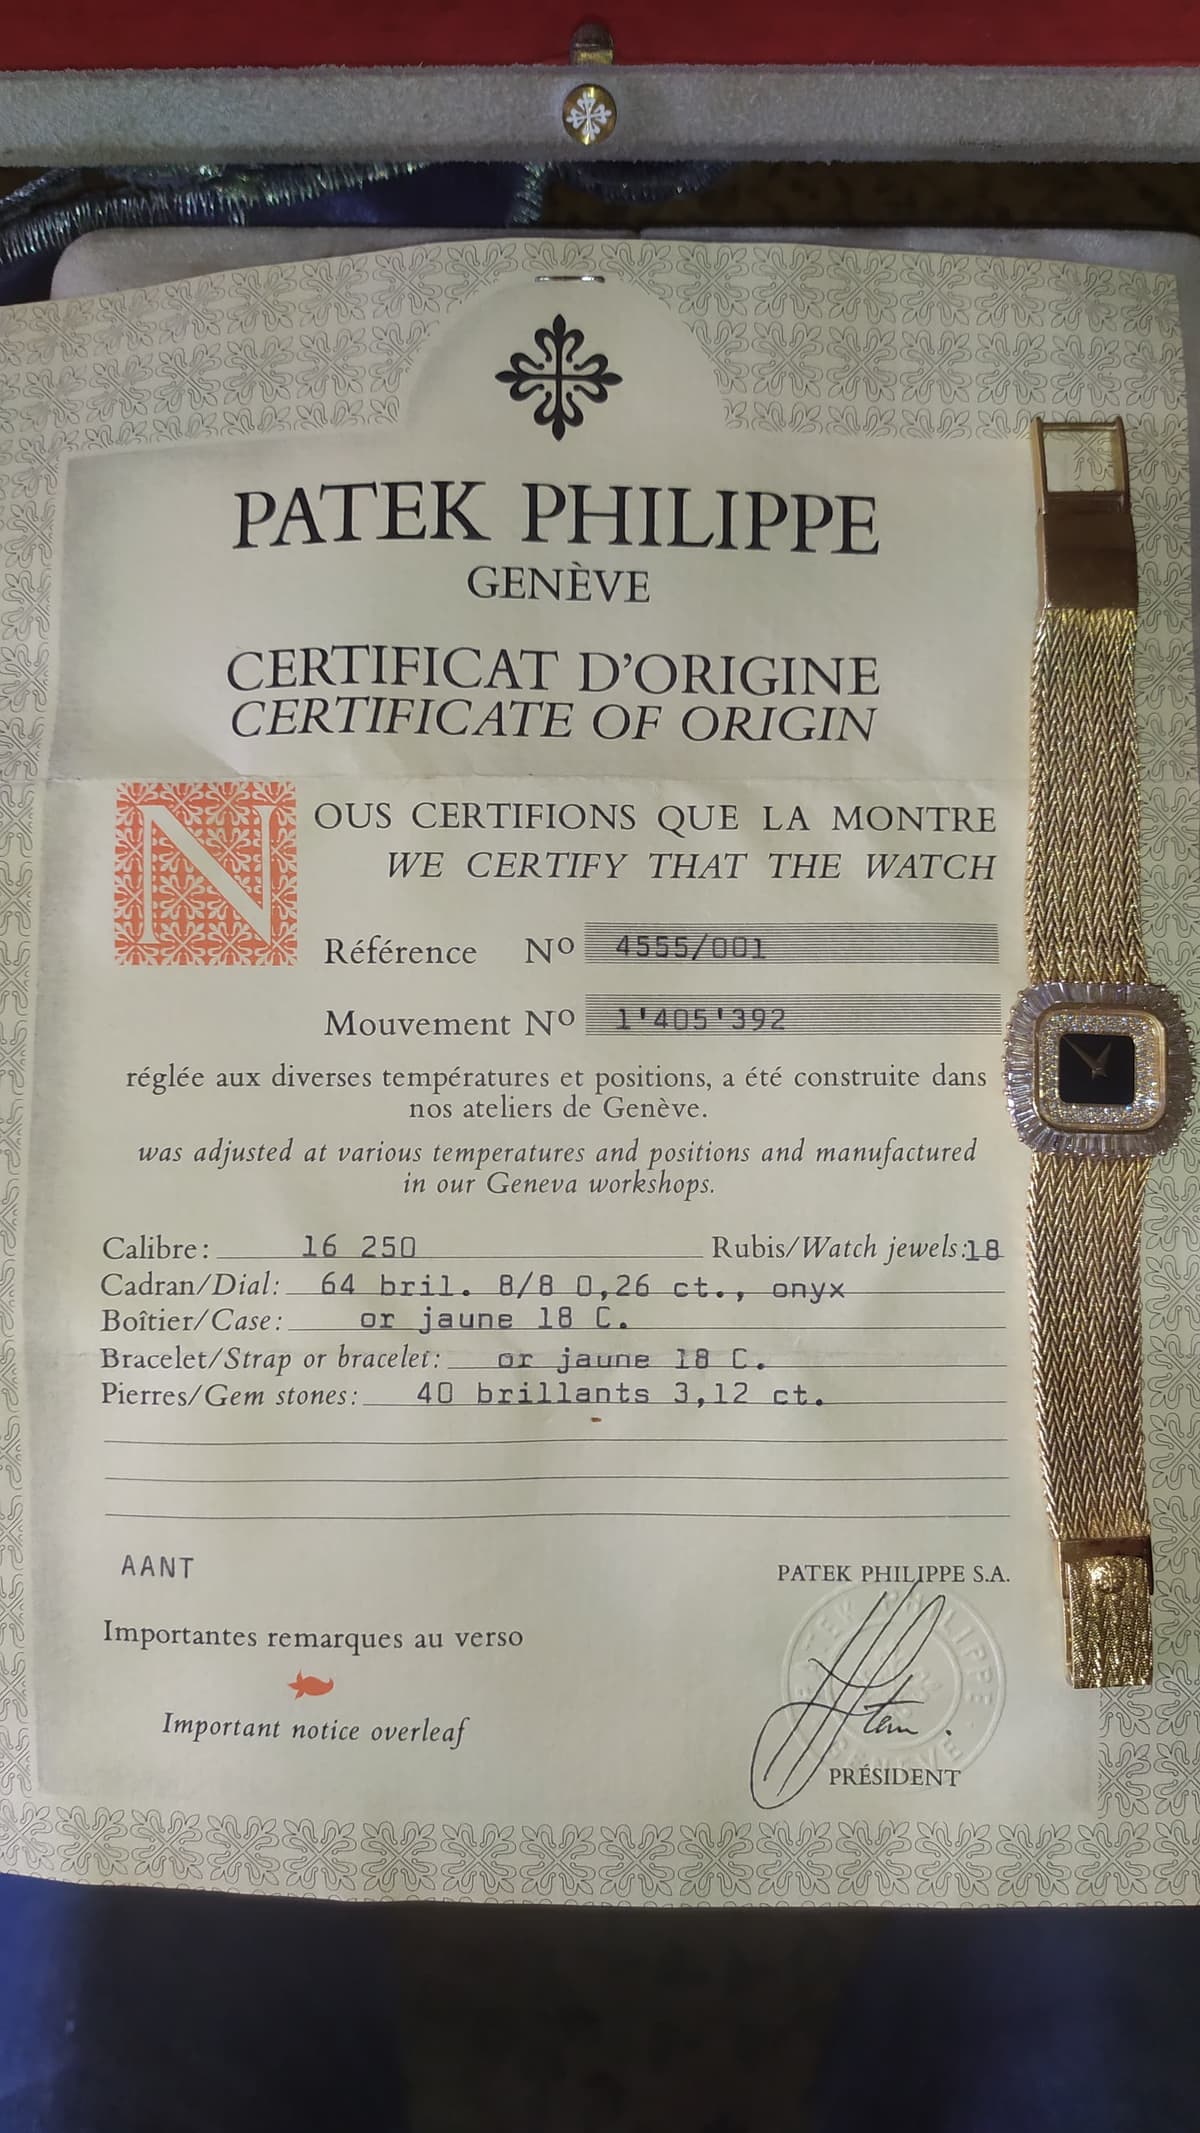 PATEK PHILIPPE
GENÈVE
CERTIFICAT D'ORIGINE
CERTIFICATE OF ORIGIN
NOUS CERTIFIONS QUE LA MONTRE
WE CERTIFY THAT THE WATCH
Référence Nº 4555/001
Mouvement Nº 1'405'392
réglée aux diverses températures et positions, a été construite dans
nos ateliers de Genève.
was adjusted at various temperatures and positions and manufactured
in our Geneva workshops.
Calibre: 16 250 Rubis/Watch jewels:18
Cadran/Dial: 64 bril. 8/8 0,26 ct., onyx
Boîtier/Case: or jaune 18 C.
Bracelet/Strap or bracelet: or jaune 18 C.
Pierres/Gem stones: 40 brillants 3,12 ct.
AANT
PATEK PHILIPPE S.A.
Importantes remarques au verso
Important notice overleaf
PATEK PHILIPPE
GENÈVE
PRÉSIDENT